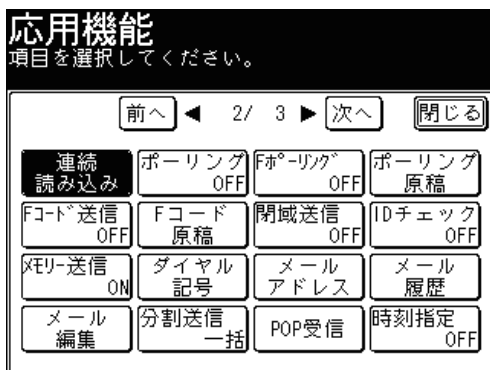 応用機能
項目を選択してください。
前へ ◀ 2/ 3 ▶ 次へ 閉じる
連続
読み込み
ポーリング
OFF
Fﾎﾟｰﾘﾝｸﾞ
OFF
ポーリング
原稿
Fｺｰﾄﾞ送信
OFF
Fコード
原稿
閉域送信
OFF
IDチェック
OFF
ﾒﾓﾘｰ送信
ON
ダイヤル
記号
メール
アドレス
メール
履歴
メール
編集
分割送信
一括
POP受信
時刻指定
OFF